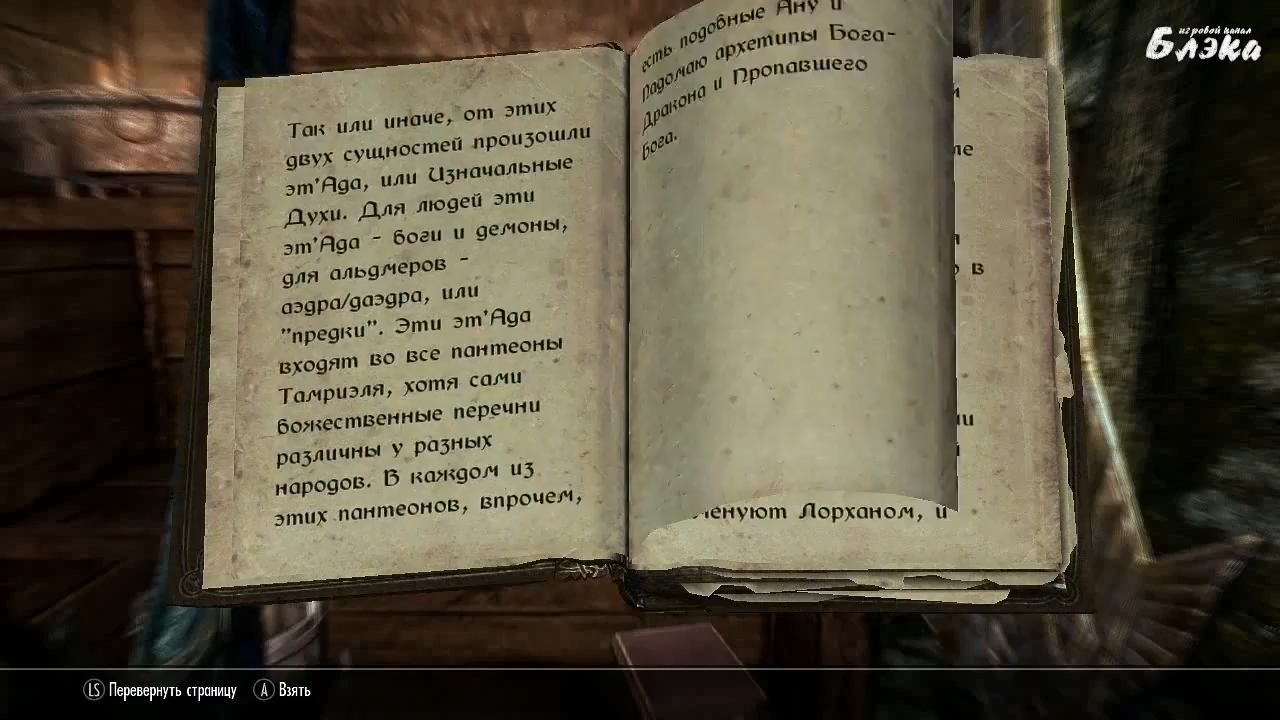 игровой канал
Блэка
Так или иначе, от этих
двух сущностей произошли
эт'Ада, или Изначальные
Духи. Для людей эти
эт'Ада - боги и демоны,
для альдмеров -
аэдра/даэдра, или
"предки". Эти эт'Ада
входят во все пантеоны
Тамриэля, хотя сами
божественные перечни
различны у разных
народов. В каждом из
этих пантеонов, впрочем,
есть подобные Ану и
Падомаю архетипы Бога-
Дракона и Пропавшего
Бога.
Лорханом, и
LS Перевернуть страницу A Взять